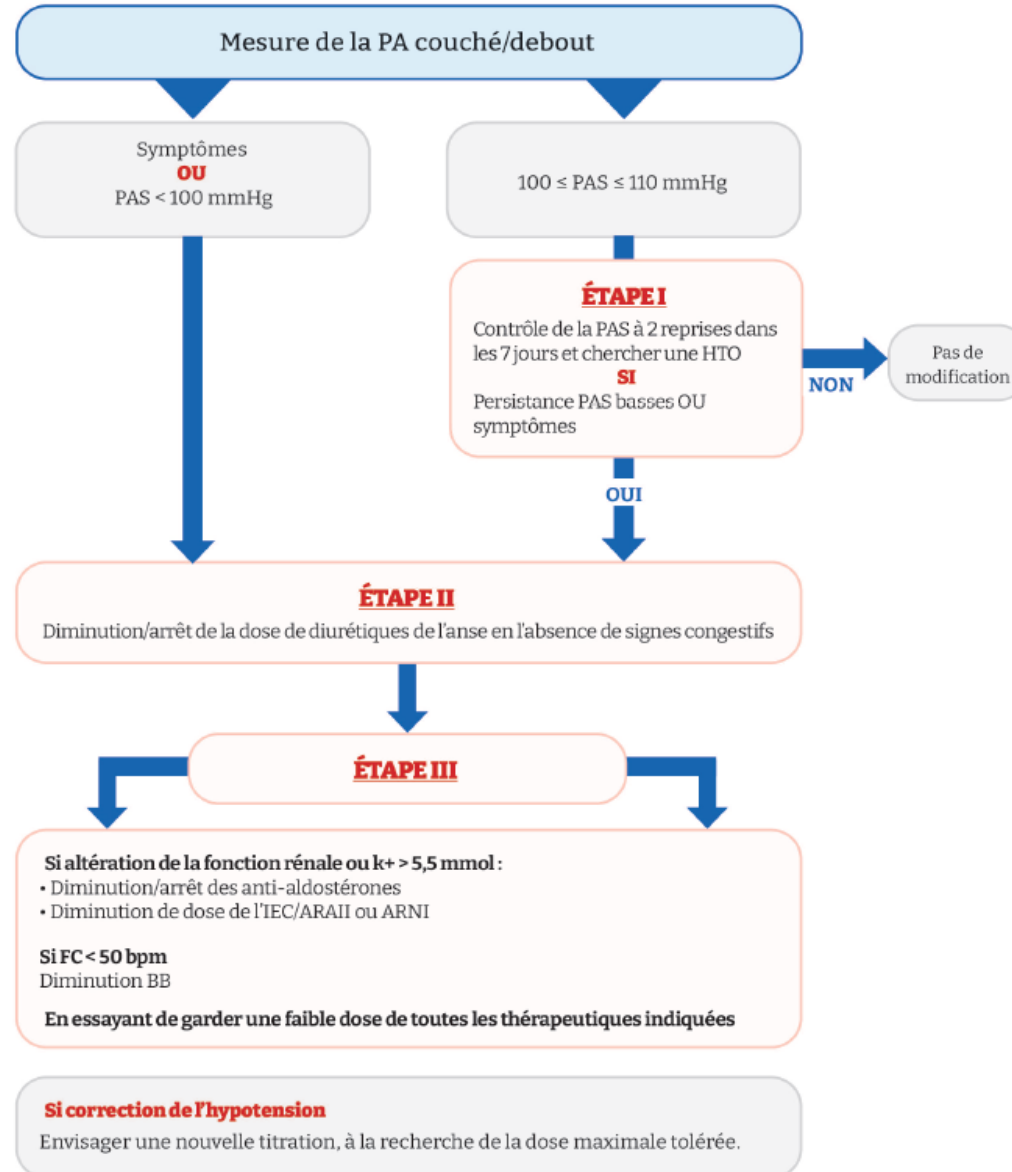 Mesure de la PA couché/debout
Symptômes
OU
PAS < 100 mmHg
100 ≤ PAS ≤ 110 mmHg
ÉTAPE I
Contrôle de la PAS à 2 reprises dans
les 7 jours et chercher une HTO
SI
Persistance PAS basses OU
symptômes
NON
Pas de
modification
OUI
ÉTAPE II
Diminution/arrêt de la dose de diurétiques de l'anse en l'absence de signes congestifs
ÉTAPE III
Si altération de la fonction rénale ou k+ > 5,5 mmol :
• Diminution/arrêt des anti-aldostérones
• Diminution de dose de l'IEC/ARAII ou ARNI
Si FC < 50 bpm
Diminution BB
En essayant de garder une faible dose de toutes les thérapeutiques indiquées
Si correction de l'hypotension
Envisager une nouvelle titration, à la recherche de la dose maximale tolérée.